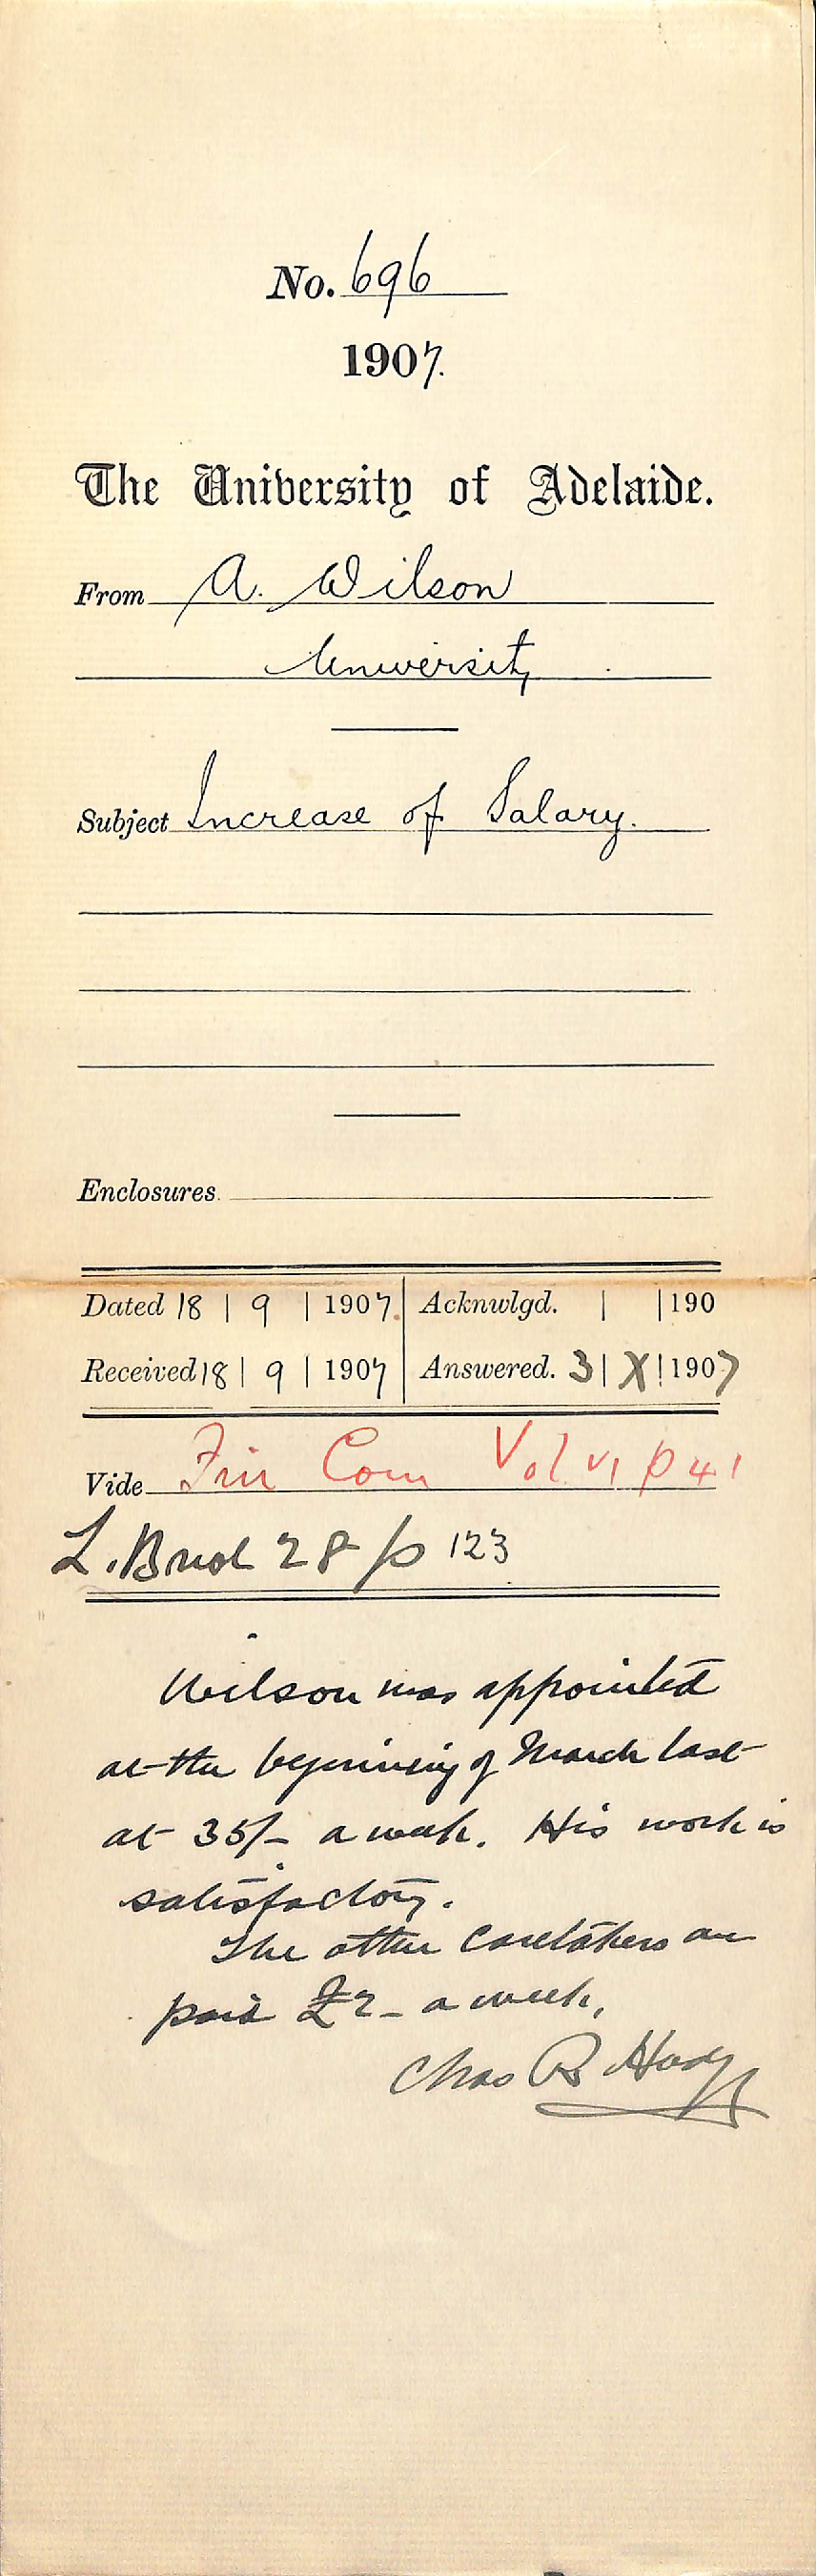 No. 696
1907.
The University of Adelaide.
From A. Wilson
University
Subject Increase of Salary.
Enclosures.
Dated 18 | 9 | 1907. Acknwlgd. | | 190
Received 18 | 9 | 1907 Answered. 3 | X | 1907
Vide Fin Com Vol VI p 41
L. 28 p 123
Wilson was appointed
at the beginning of March last
at 35/- a week. His work is
satisfactory.
The other caretakers are
paid £2 - a week,
Chas R Hodge